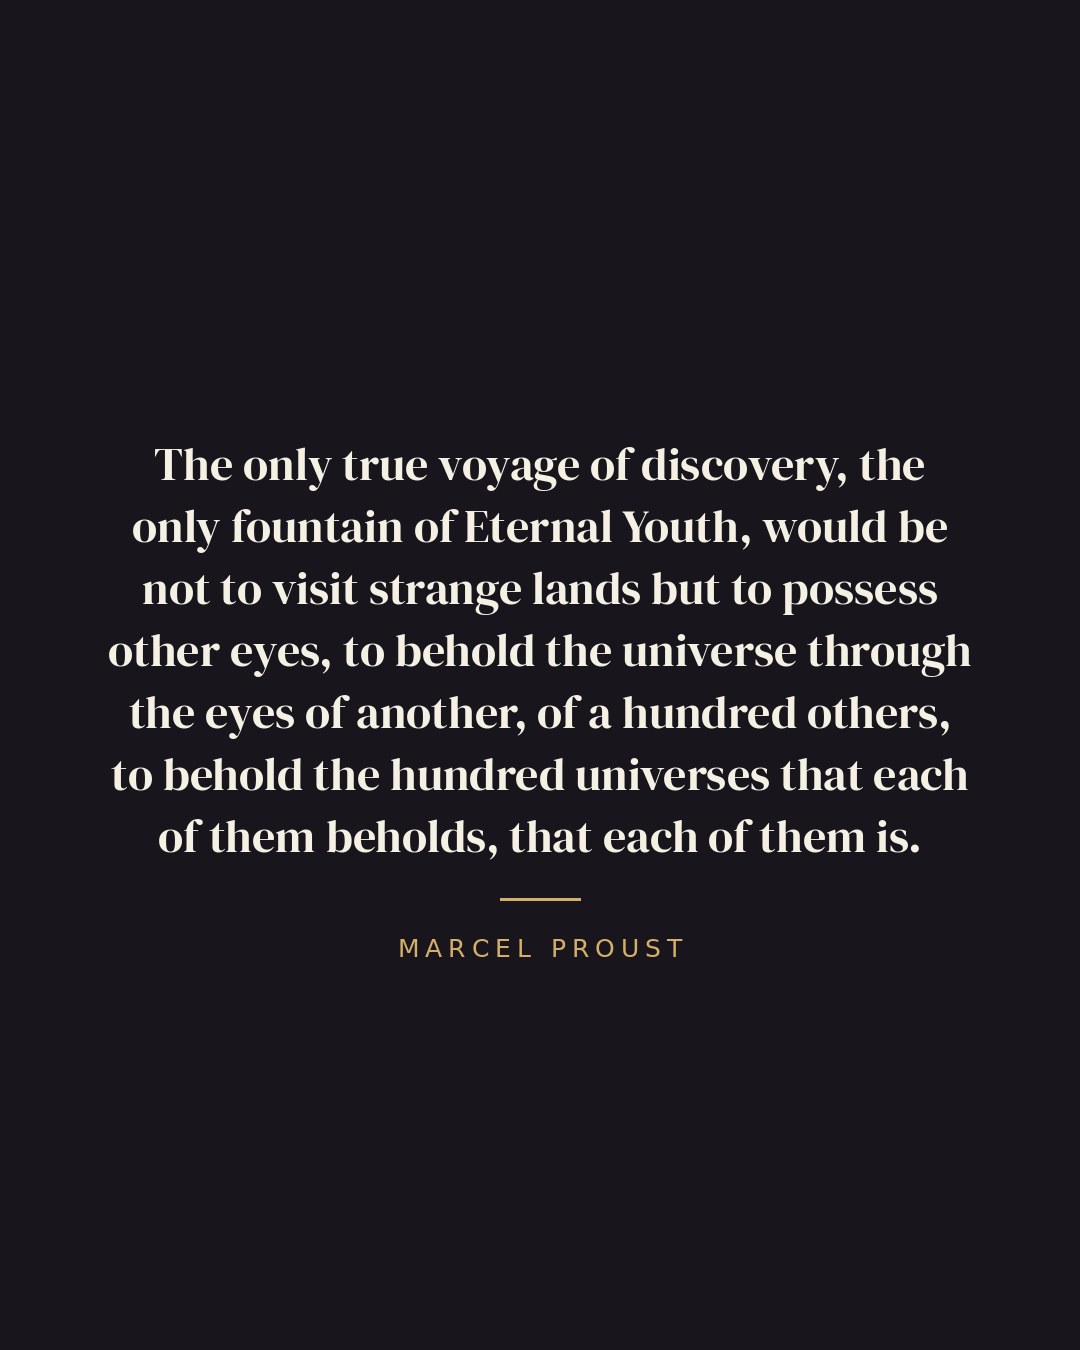 The only true voyage of discovery, the
only fountain of Eternal Youth, would be
not to visit strange lands but to possess
other eyes, to behold the universe through
the eyes of another, of a hundred others,
to behold the hundred universes that each
of them beholds, that each of them is.
MARCEL PROUST